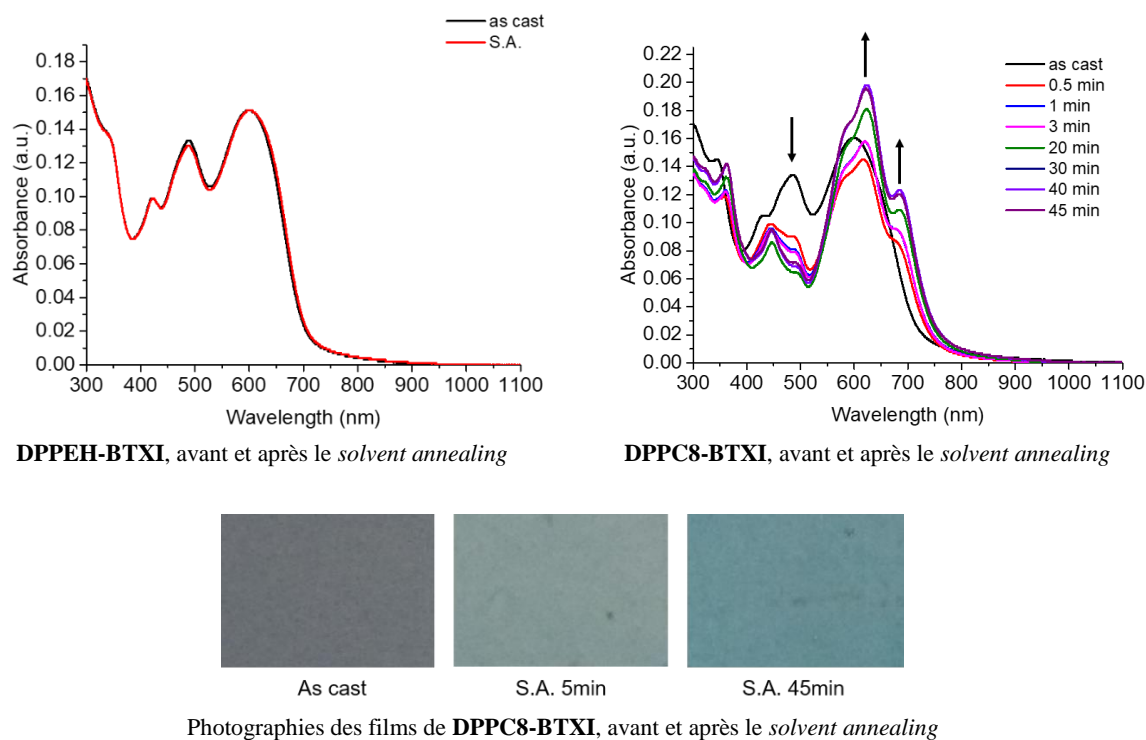 as cast
S.A.
0.18
0.16
0.14
0.12
0.10
0.08
0.06
0.04
0.02
0.00
Absorbance (a.u.)
300 400 500 600 700 800 900 1000 1100
Wavelength (nm)
DPPEH-BTXI, avant et après le solvent annealing
as cast
0.5 min
1 min
3 min
20 min
30 min
40 min
45 min
0.22
0.20
0.18
0.16
0.14
0.12
0.10
0.08
0.06
0.04
0.02
0.00
Absorbance (a.u.)
300 400 500 600 700 800 900 1000 1100
Wavelength (nm)
DPPC8-BTXI, avant et après le solvent annealing
As cast
S.A. 5min
S.A. 45min
Photographies des films de DPPC8-BTXI, avant et après le solvent annealing